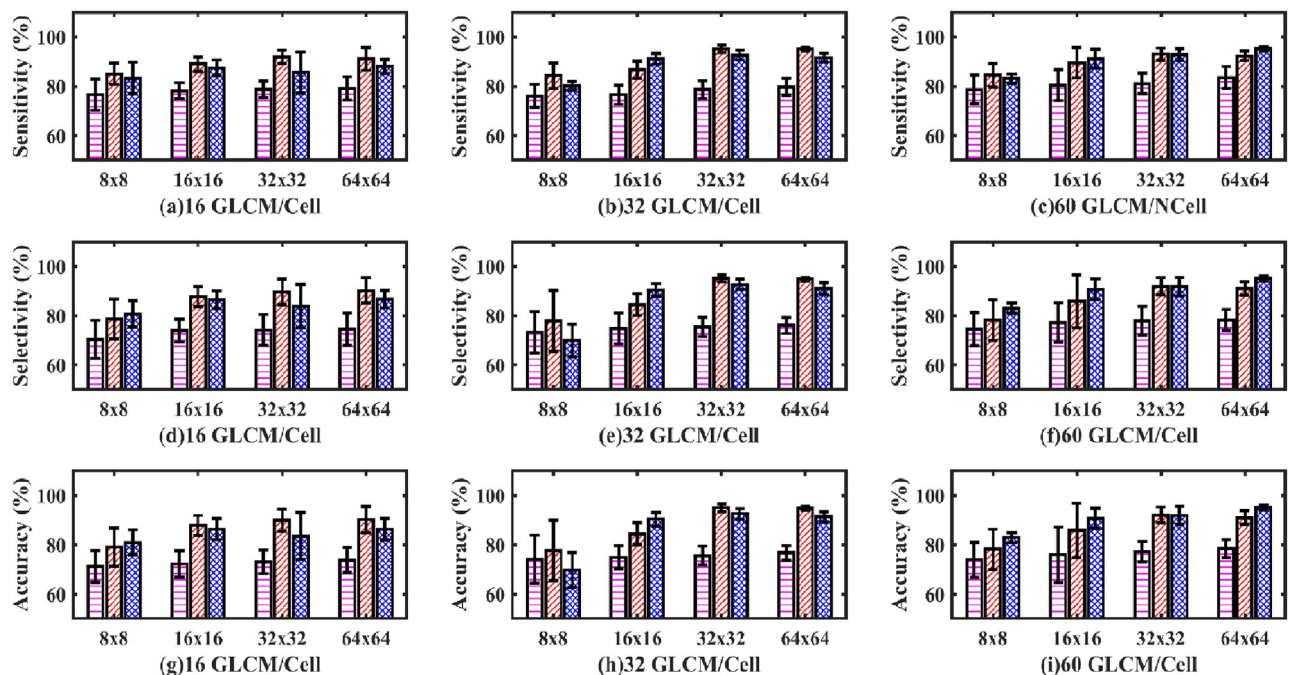 Sensitivity (%)
100
80
60
8x8 16x16 32x32 64x64
(a)16 GLCM/Cell
Sensitivity (%)
100
80
60
8x8 16x16 32x32 64x64
(b)32 GLCM/Cell
Sensitivity (%)
100
80
60
8x8 16x16 32x32 64x64
(c)60 GLCM/NCell
Selectivity (%)
100
80
60
8x8 16x16 32x32 64x64
(d)16 GLCM/Cell
Selectivity (%)
100
80
60
8x8 16x16 32x32 64x64
(e)32 GLCM/Cell
Selectivity (%)
100
80
60
8x8 16x16 32x32 64x64
(f)60 GLCM/Cell
Accuracy (%)
100
80
60
8x8 16x16 32x32 64x64
(g)16 GLCM/Cell
Accuracy (%)
100
80
60
8x8 16x16 32x32 64x64
(h)32 GLCM/Cell
Accuracy (%)
100
80
60
8x8 16x16 32x32 64x64
(i)60 GLCM/Cell